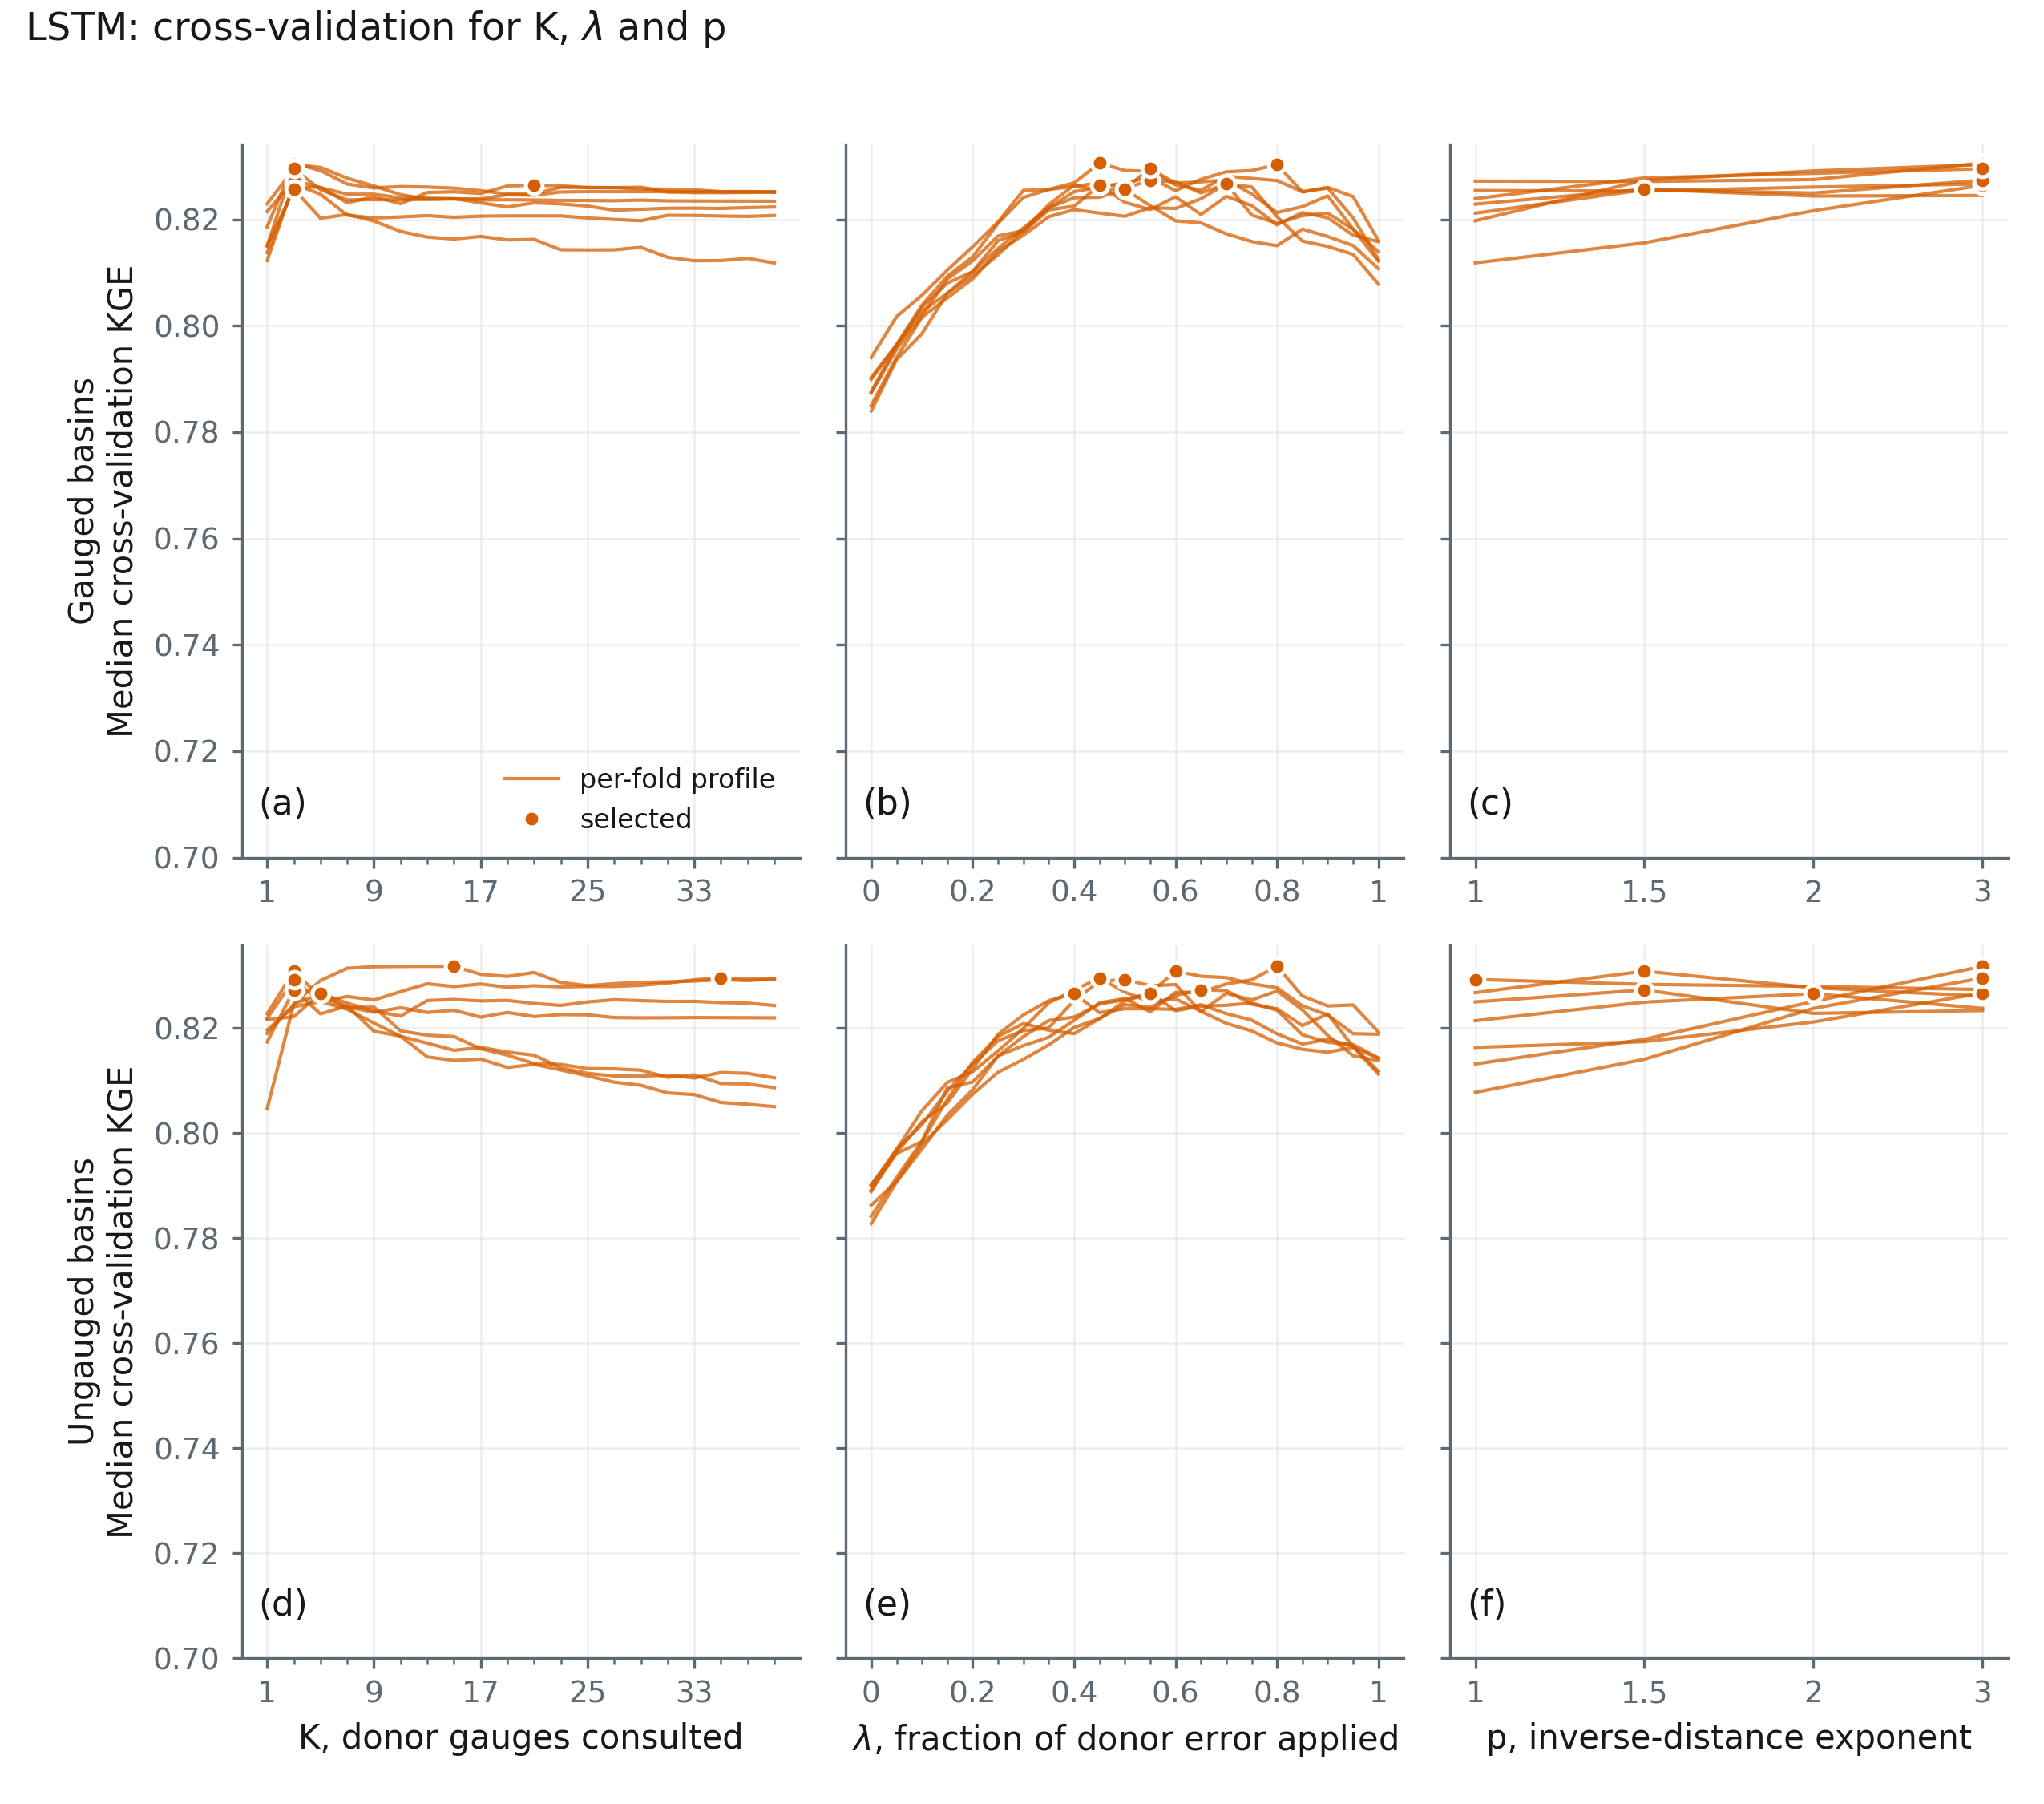 LSTM: cross-validation for K, λ and p
Gauged basins
Median cross-validation KGE
0.82
0.80
0.78
0.76
0.74
0.72
0.70
per-fold profile
selected
(a)
1 9 17 25 33
(b)
0 0.2 0.4 0.6 0.8 1
(c)
1 1.5 2 3
Ungauged basins
Median cross-validation KGE
0.82
0.80
0.78
0.76
0.74
0.72
0.70
(d)
1 9 17 25 33
K, donor gauges consulted
(e)
0 0.2 0.4 0.6 0.8 1
λ, fraction of donor error applied
(f)
1 1.5 2 3
p, inverse-distance exponent